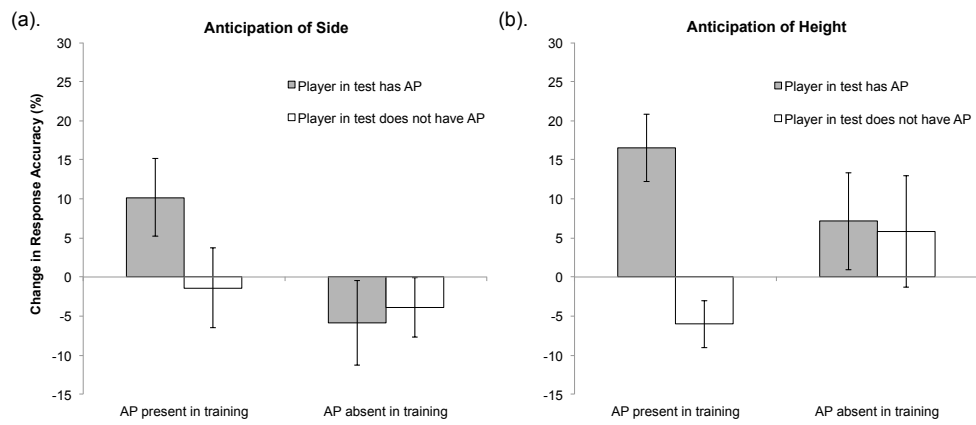 (a).
Anticipation of Side
Change in Response Accuracy (%)
30
25
20
15
10
5
0
-5
-10
-15
Player in test has AP
Player in test does not have AP
AP present in training
AP absent in training
(b).
Anticipation of Height
30
25
20
15
10
5
0
-5
-10
-15
Player in test has AP
Player in test does not have AP
AP present in training
AP absent in training